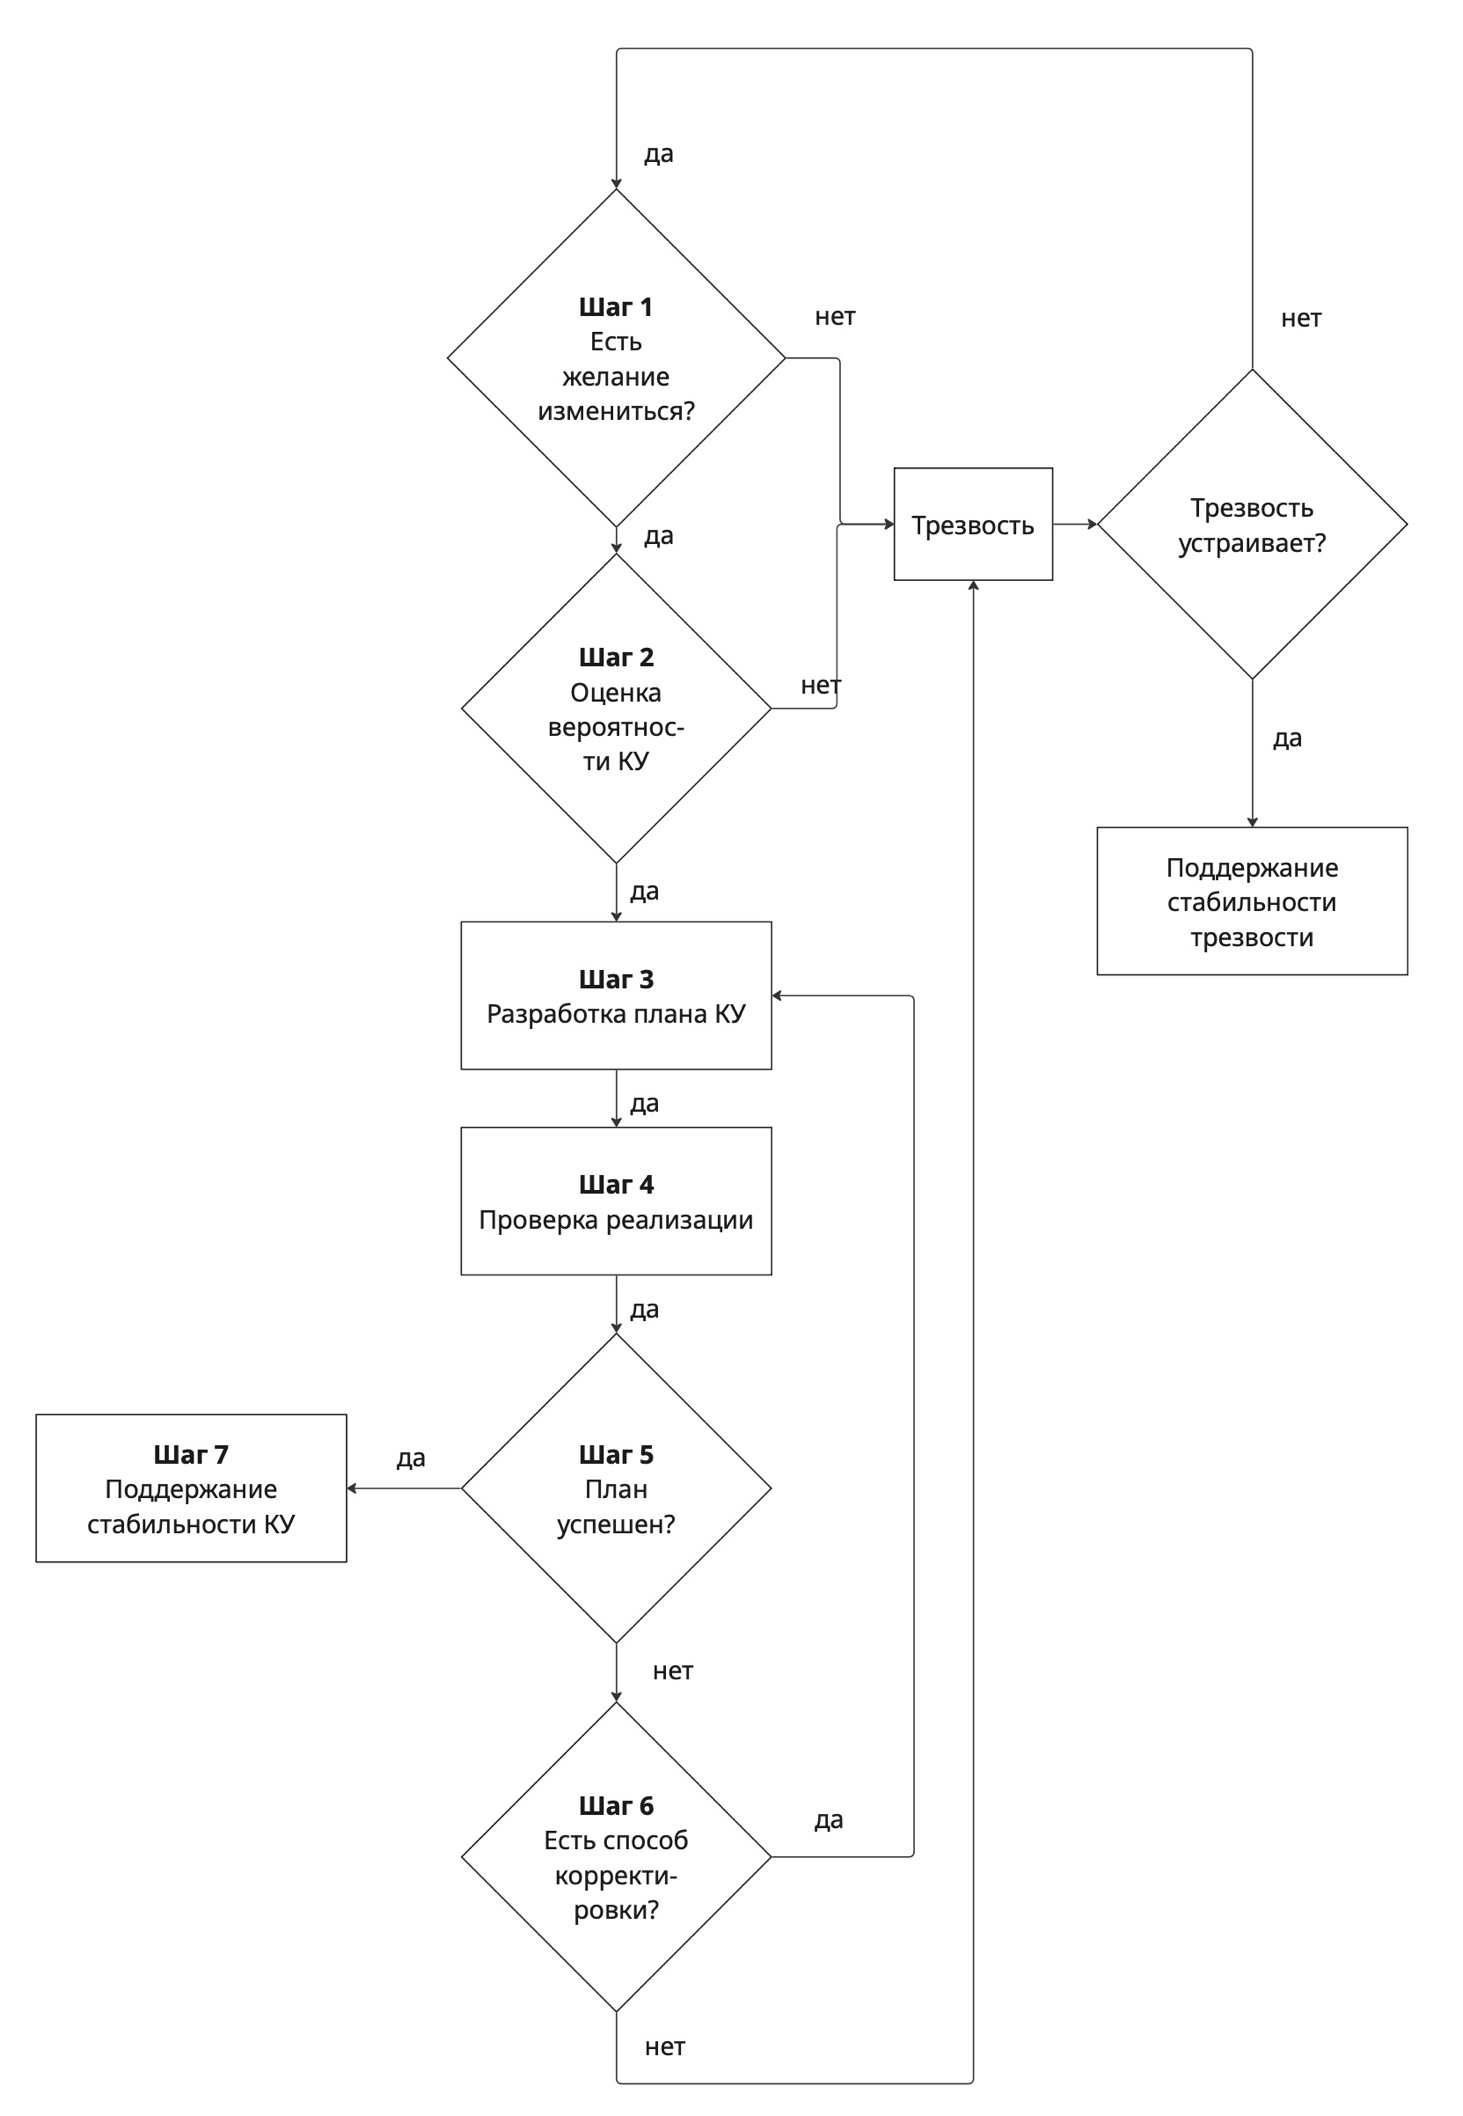 да
Шаг 1
Есть
желание
измениться?
нет
нет
да
Трезвость
Трезвость
устраивает?
Шаг 2
Оценка
вероятнос-
ти КУ
нет
да
да
Поддержание
стабильности
трезвости
Шаг 3
Разработка плана КУ
да
Шаг 4
Проверка реализации
да
Шаг 7
Поддержание
стабильности КУ
да
Шаг 5
План
успешен?
нет
Шаг 6
Есть способ
корректи-
ровки?
да
нет